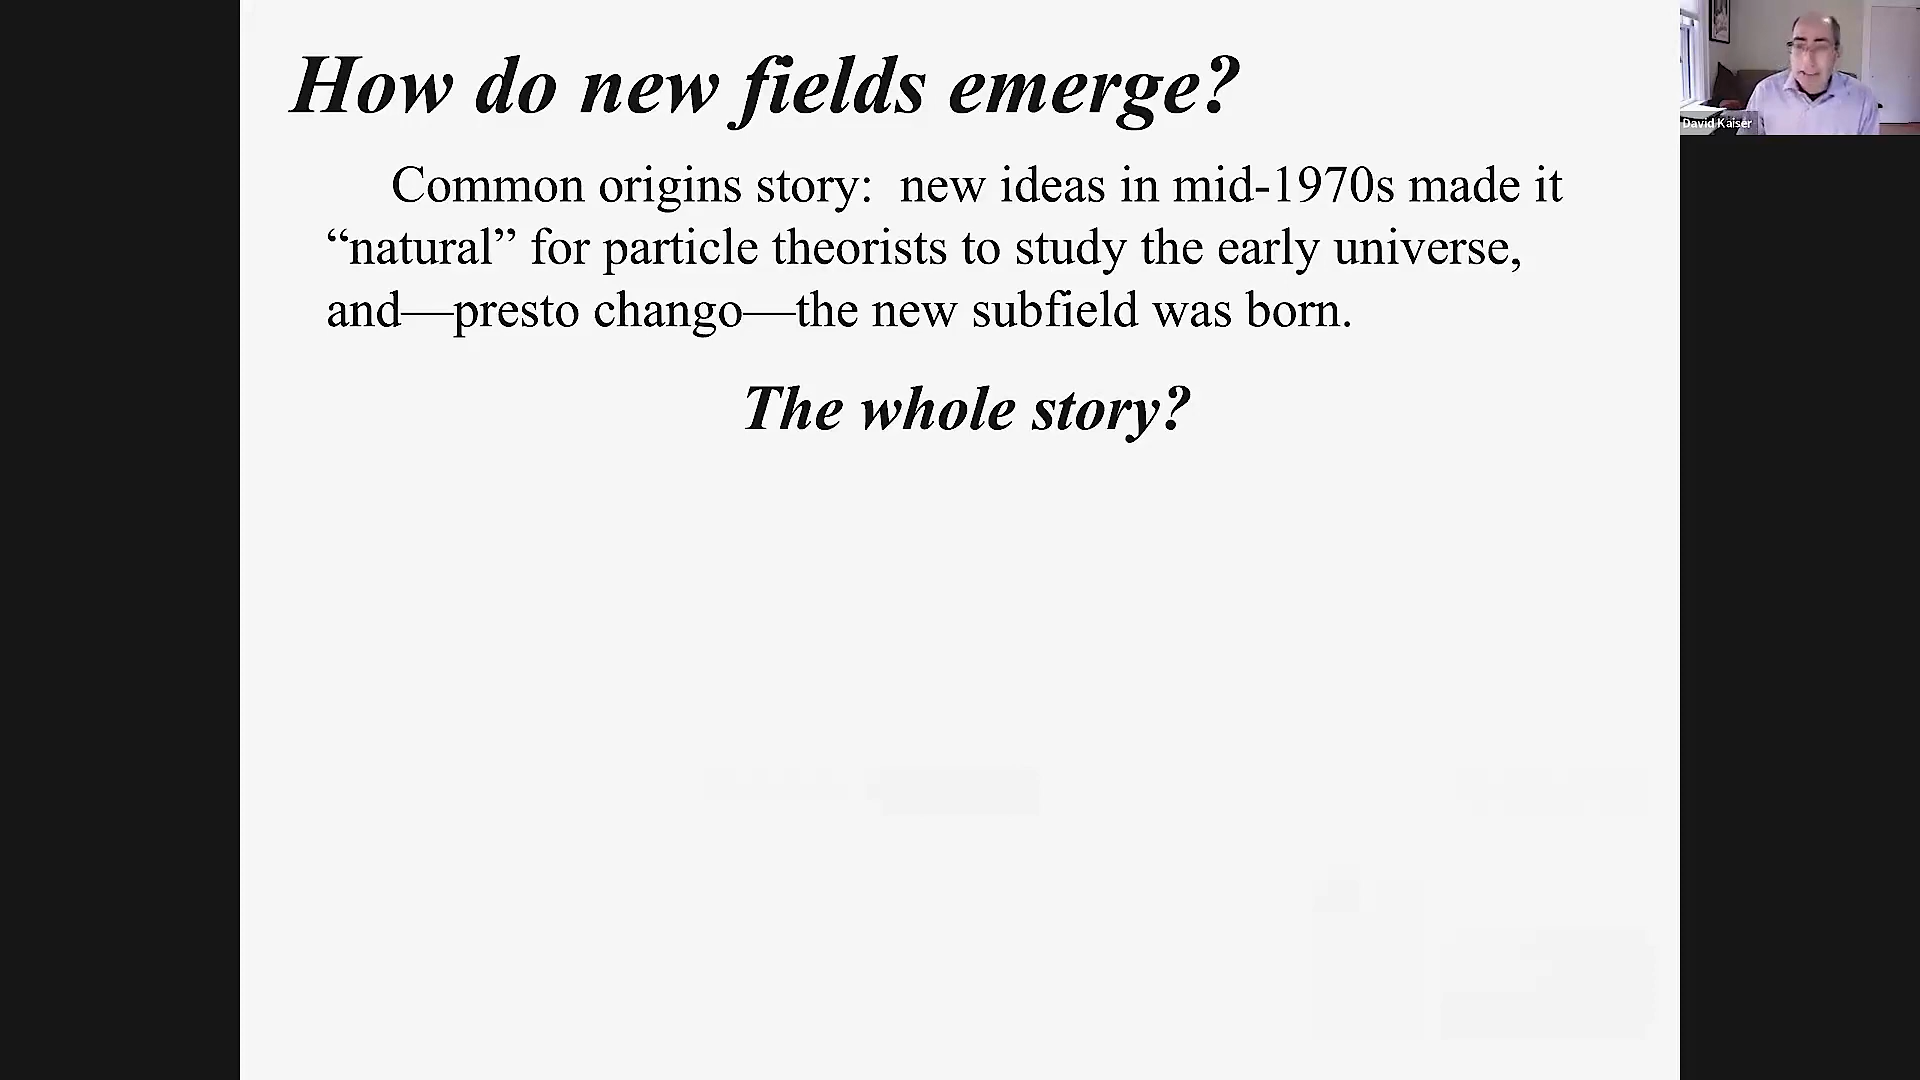 How do new fields emerge?
Common origins story:  new ideas in mid-1970s made it
“natural” for particle theorists to study the early universe,
and—presto chango—the new subfield was born.
The whole story?
David Kaiser